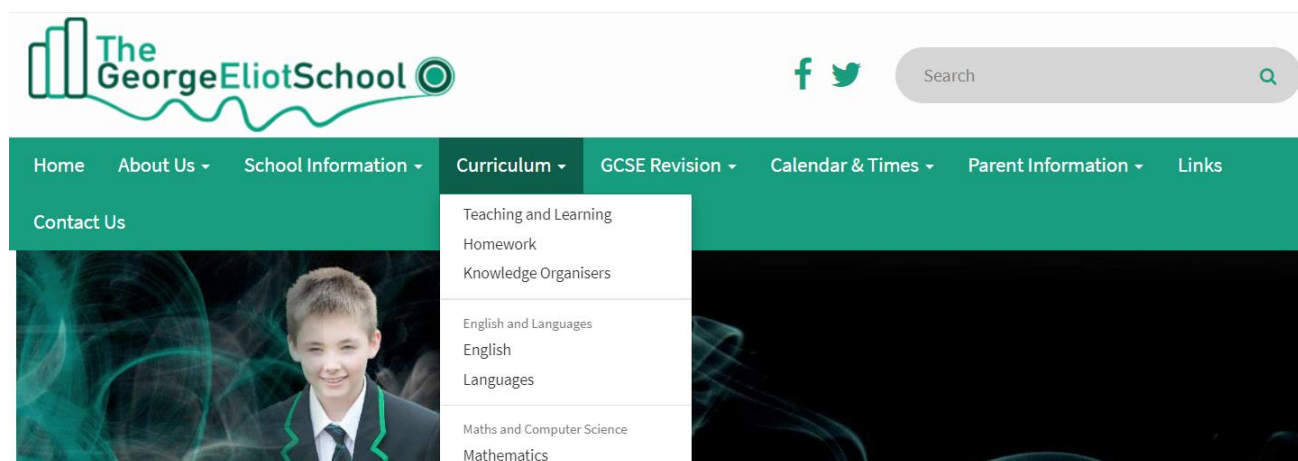 The
GeorgeEliotSchool
Search
Home About Us School Information Curriculum GCSE Revision Calendar & Times Parent Information Links
Contact Us
Teaching and Learning
Homework
Knowledge Organisers
English and Languages
English
Languages
Maths and Computer Science
Mathematics